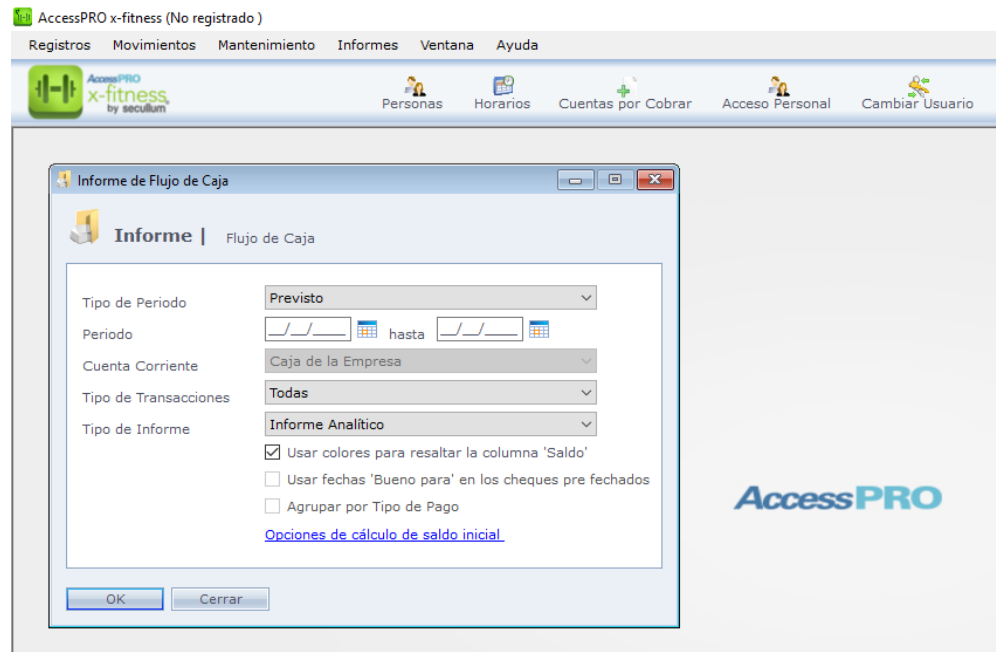 AccessPRO x-fitness (No registrado )
Registros Movimientos Mantenimiento Informes Ventana Ayuda
AccessPRO
x-fitness
by secullum
Personas Horarios Cuentas por Cobrar Acceso Personal Cambiar Usuario
Informe de Flujo de Caja
Informe | Flujo de Caja
Tipo de Periodo Previsto
Periodo __/__/____ hasta __/__/____
Cuenta Corriente Caja de la Empresa
Tipo de Transacciones Todas
Tipo de Informe Informe Analítico
Usar colores para resaltar la columna 'Saldo'
Usar fechas 'Bueno para' en los cheques pre fechados
Agrupar por Tipo de Pago
Opciones de cálculo de saldo inicial
AccessPRO
OK Cerrar